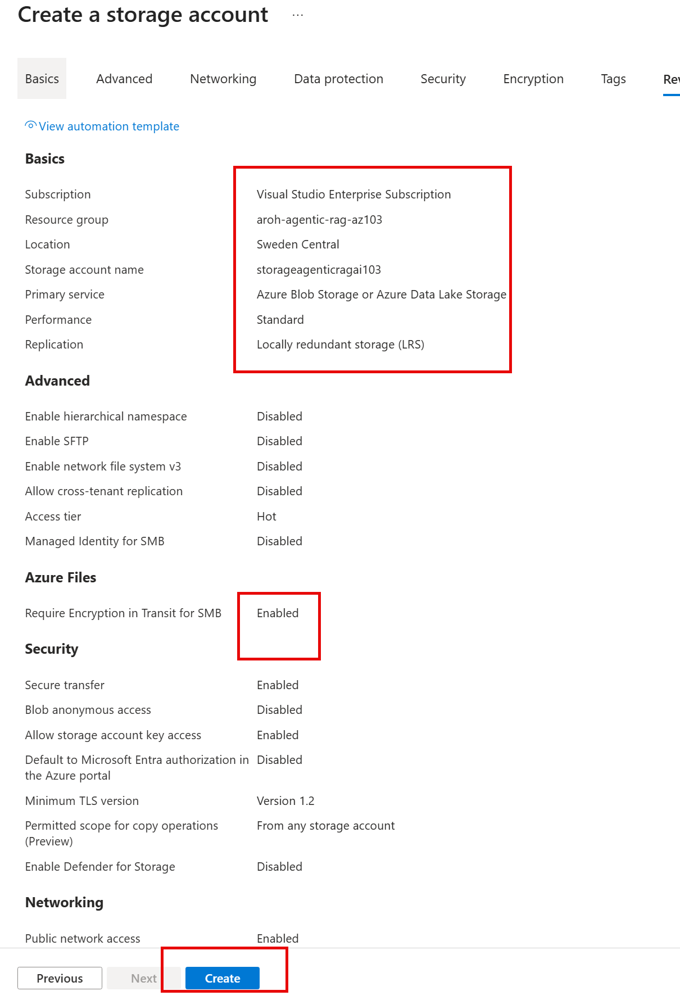 Create a storage account ...
Basics Advanced Networking Data protection Security Encryption Tags
View automation template
Basics
Subscription Visual Studio Enterprise Subscription
Resource group aroh-agentic-rag-az103
Location Sweden Central
Storage account name storageagenticragai103
Primary service Azure Blob Storage or Azure Data Lake Storage
Performance Standard
Replication Locally redundant storage (LRS)
Advanced
Enable hierarchical namespace Disabled
Enable SFTP Disabled
Enable network file system v3 Disabled
Allow cross-tenant replication Disabled
Access tier Hot
Managed Identity for SMB Disabled
Azure Files
Require Encryption in Transit for SMB Enabled
Security
Secure transfer Enabled
Blob anonymous access Disabled
Allow storage account key access Enabled
Default to Microsoft Entra authorization in Disabled
the Azure portal
Minimum TLS version Version 1.2
Permitted scope for copy operations From any storage account
(Preview)
Enable Defender for Storage Disabled
Networking
Public network access Enabled
Previous Next Create